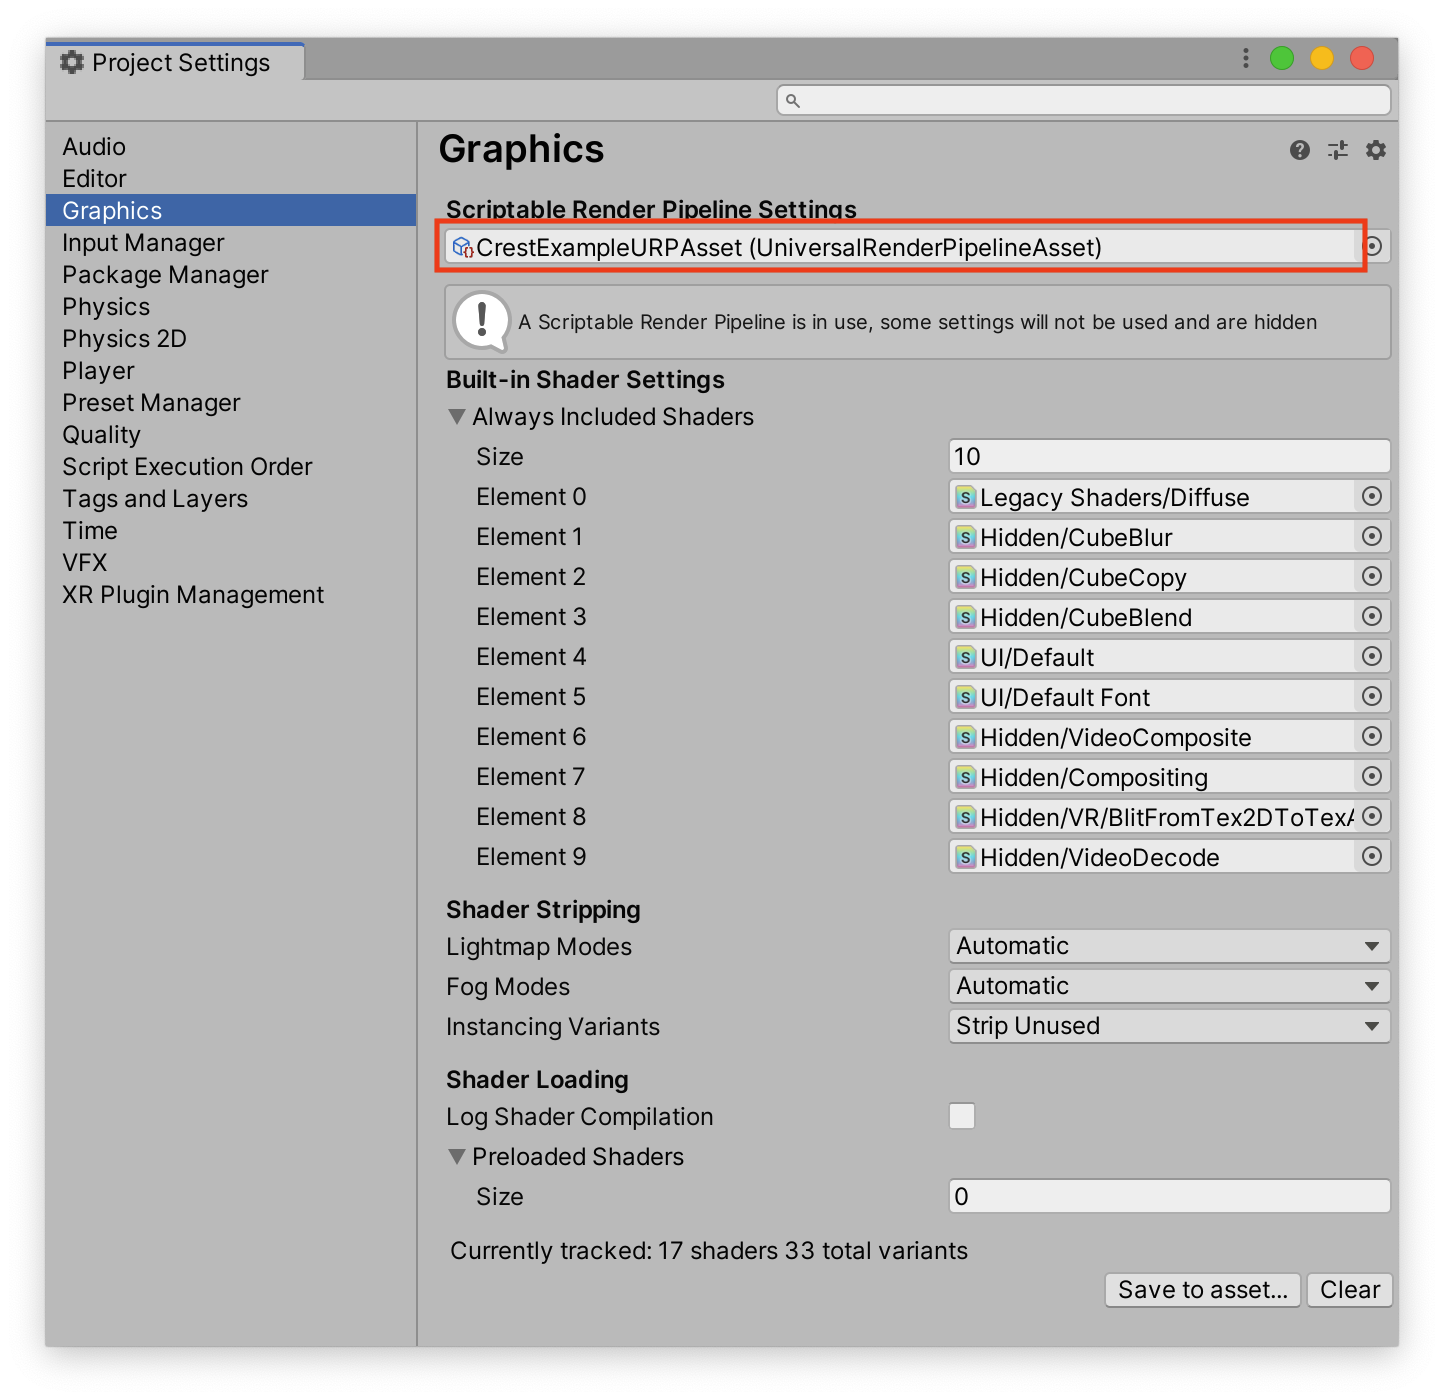 Project Settings
Audio
Editor
Graphics
Input Manager
Package Manager
Physics
Physics 2D
Player
Preset Manager
Quality
Script Execution Order
Tags and Layers
Time
VFX
XR Plugin Management
Graphics
Scriptable Render Pipeline Settings
CrestExampleURPAsset (UniversalRenderPipelineAsset)
A Scriptable Render Pipeline is in use, some settings will not be used and are hidden
Built-in Shader Settings
Always Included Shaders
Size 10
Element 0 Legacy Shaders/Diffuse
Element 1 Hidden/CubeBlur
Element 2 Hidden/CubeCopy
Element 3 Hidden/CubeBlend
Element 4 UI/Default
Element 5 UI/Default Font
Element 6 Hidden/VideoComposite
Element 7 Hidden/Compositing
Element 8 Hidden/VR/BlitFromTex2DToTexA
Element 9 Hidden/VideoDecode
Shader Stripping
Lightmap Modes Automatic
Fog Modes Automatic
Instancing Variants Strip Unused
Shader Loading
Log Shader Compilation
Preloaded Shaders
Size 0
Currently tracked: 17 shaders 33 total variants
Save to asset... Clear